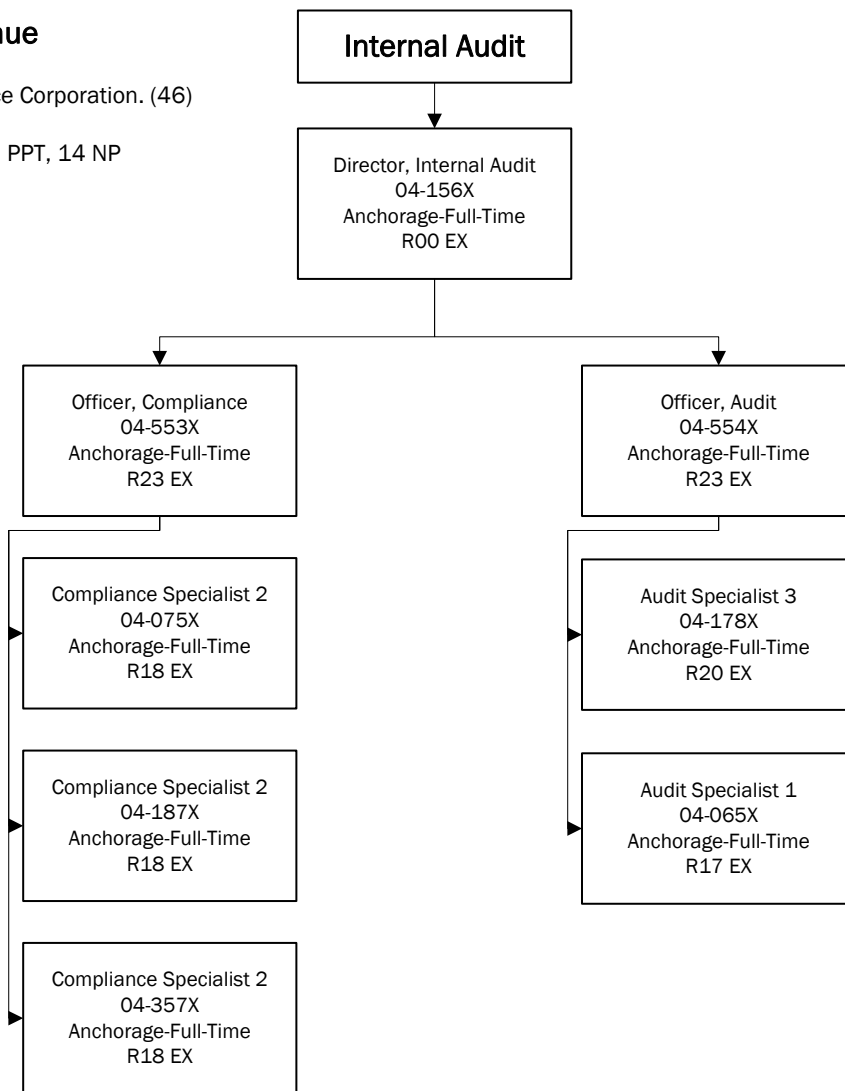 Internal Audit
Corporation. (46)
PPT, 14 NP
Director, Internal Audit
04-156X
Anchorage-Full-Time
R00 EX
Officer, Compliance
04-553X
Anchorage-Full-Time
R23 EX
Officer, Audit
04-554X
Anchorage-Full-Time
R23 EX
Compliance Specialist 2
04-075X
Anchorage-Full-Time
R18 EX
Audit Specialist 3
04-178X
Anchorage-Full-Time
R20 EX
Compliance Specialist 2
04-187X
Anchorage-Full-Time
R18 EX
Audit Specialist 1
04-065X
Anchorage-Full-Time
R17 EX
Compliance Specialist 2
04-357X
Anchorage-Full-Time
R18 EX